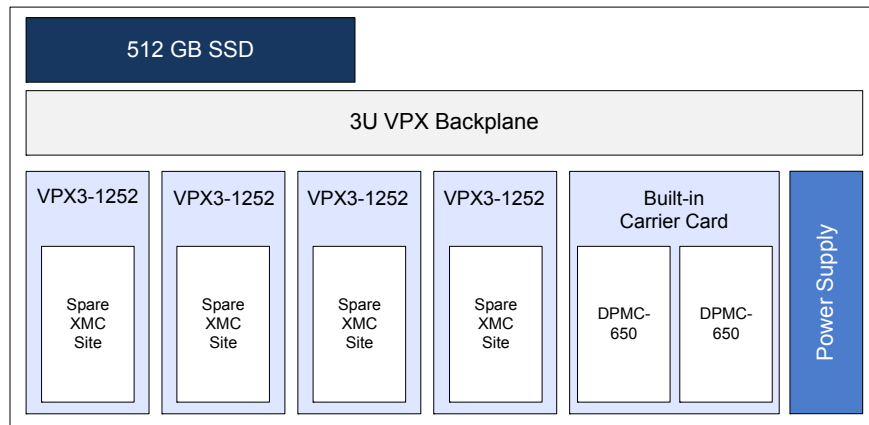 512 GB SSD
3U VPX Backplane
VPX3-1252
VPX3-1252
VPX3-1252
VPX3-1252
Built-in
Carrier Card
Spare
XMC
Site
Spare
XMC
Site
Spare
XMC
Site
Spare
XMC
Site
DPMC-
650
DPMC-
650
Power Supply